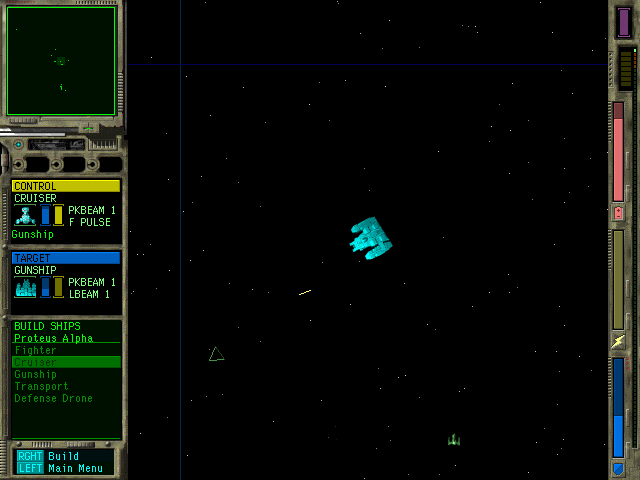 CONTROL
CRUISER
PKBEAM 1
F PULSE
Gunship
TARGET
GUNSHIP
PKBEAM 1
LBEAM 1
BUILD SHIPS
Proteus Alpha
Fighter
Cruiser
Gunship
Transport
Defense Drone
RGHT Build
LEFT Main Menu